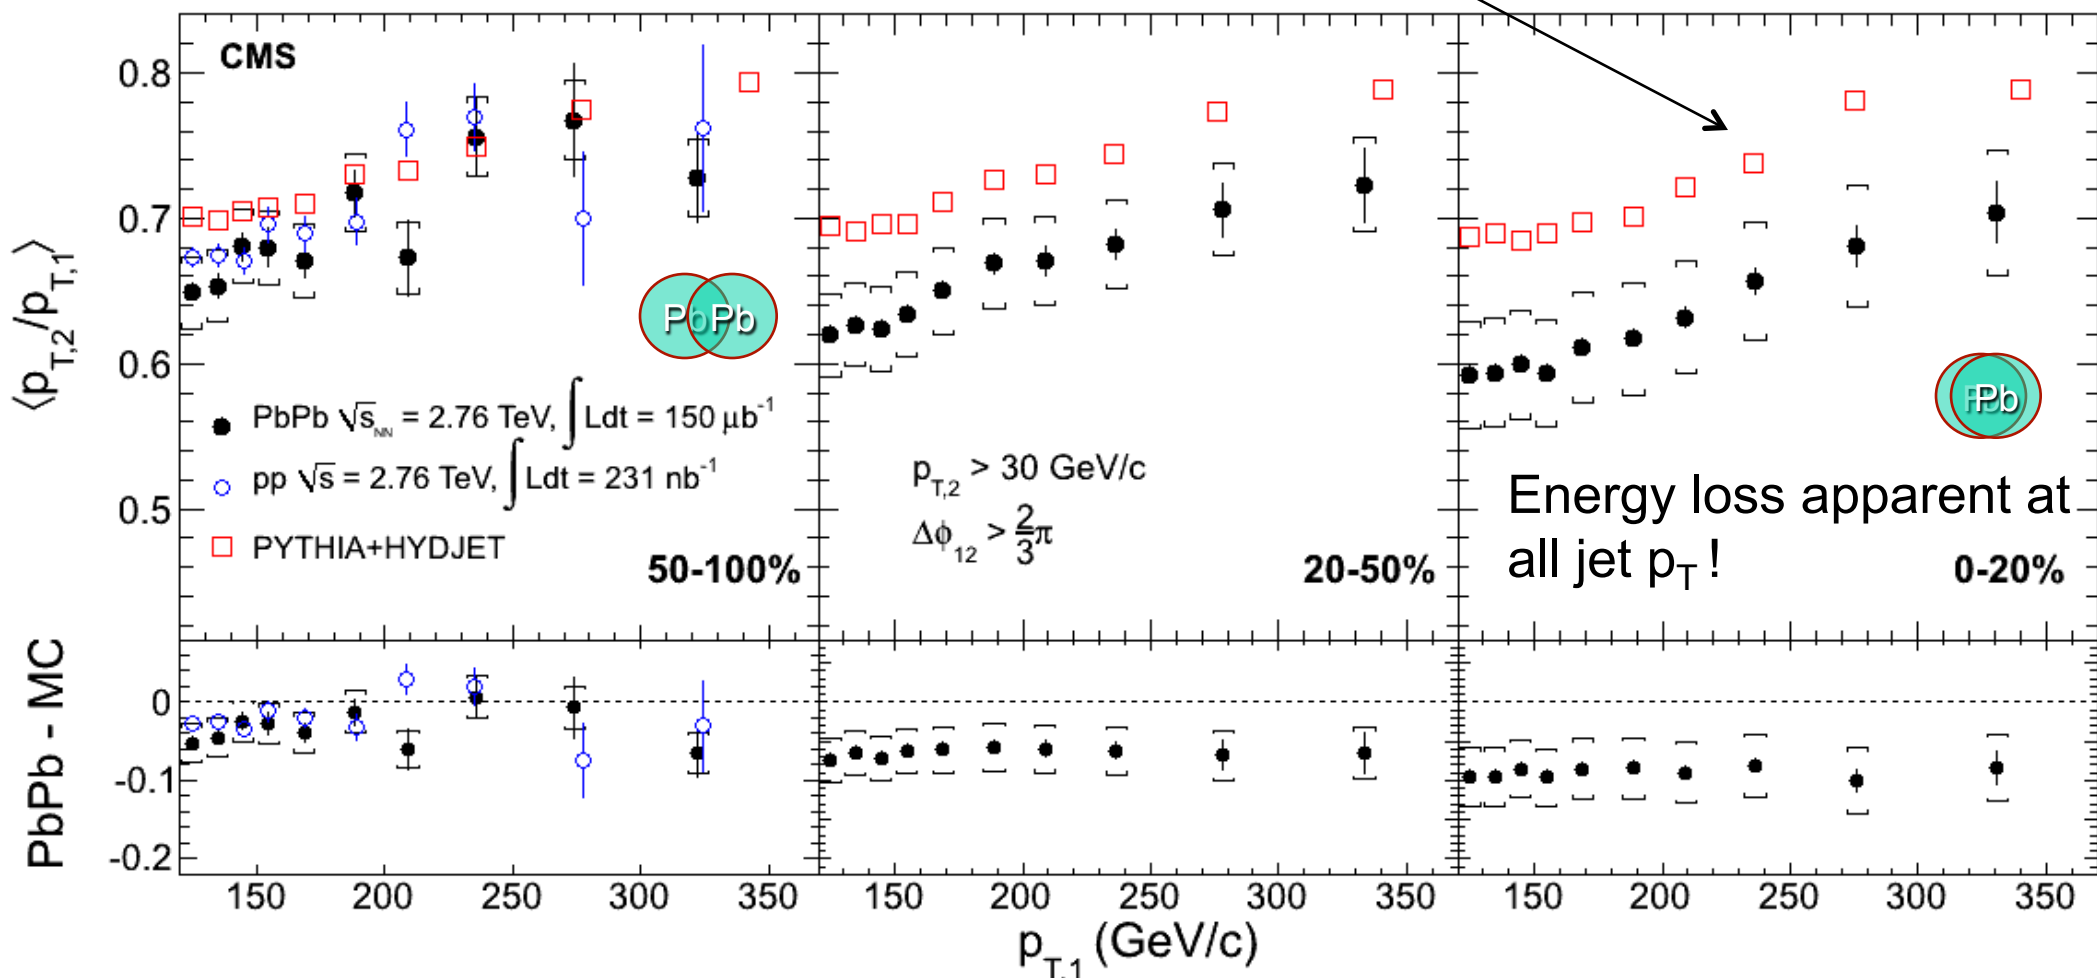 CMS
0.8
0.7
0.6
0.5
⟨p_T,2/p_T,1⟩
PbPb
PbPb √s_NN = 2.76 TeV, ∫Ldt = 150 μb⁻¹
pp √s = 2.76 TeV, ∫Ldt = 231 nb⁻¹
PYTHIA+HYDJET
50-100%
p_T,2 > 30 GeV/c
Δϕ_12 > 2/3 π
20-50%
Pb
Energy loss apparent at
all jet p_T !
0-20%
PbPb - MC
0
-0.1
-0.2
150 200 250 300 350 150 200 250 300 350 150 200 250 300 350
p_T,1 (GeV/c)